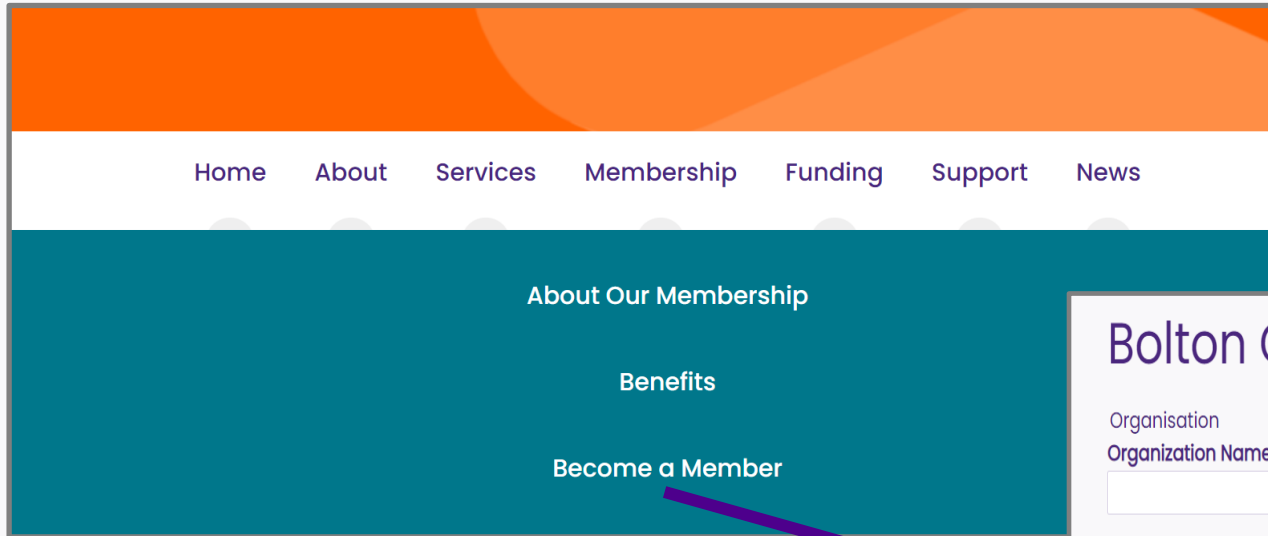 Home About Services Membership Funding Support News
About Our Membership
Benefits
Become a Member
Bolton
Organisation
Organization Name